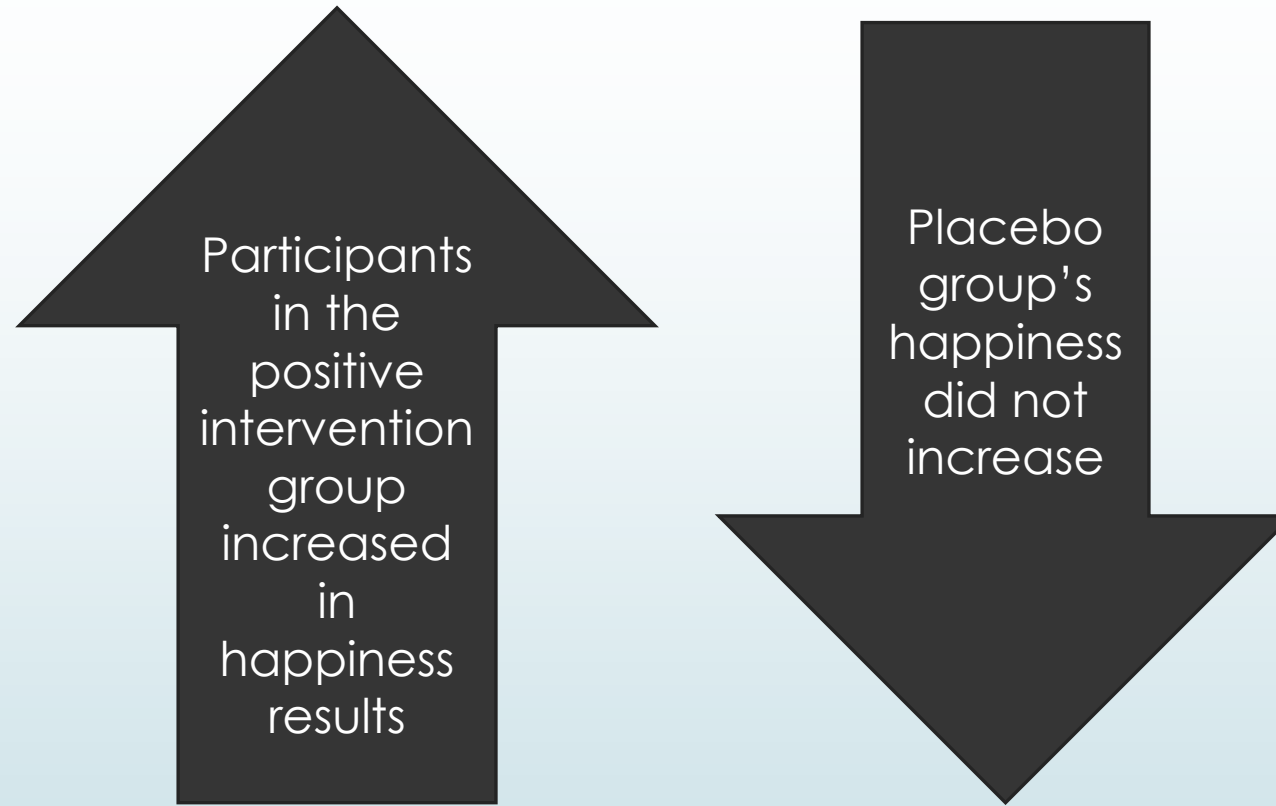 Participants
in the
positive
intervention
group
increased
in
happiness
results
Placebo
group’s
happiness
did not
increase